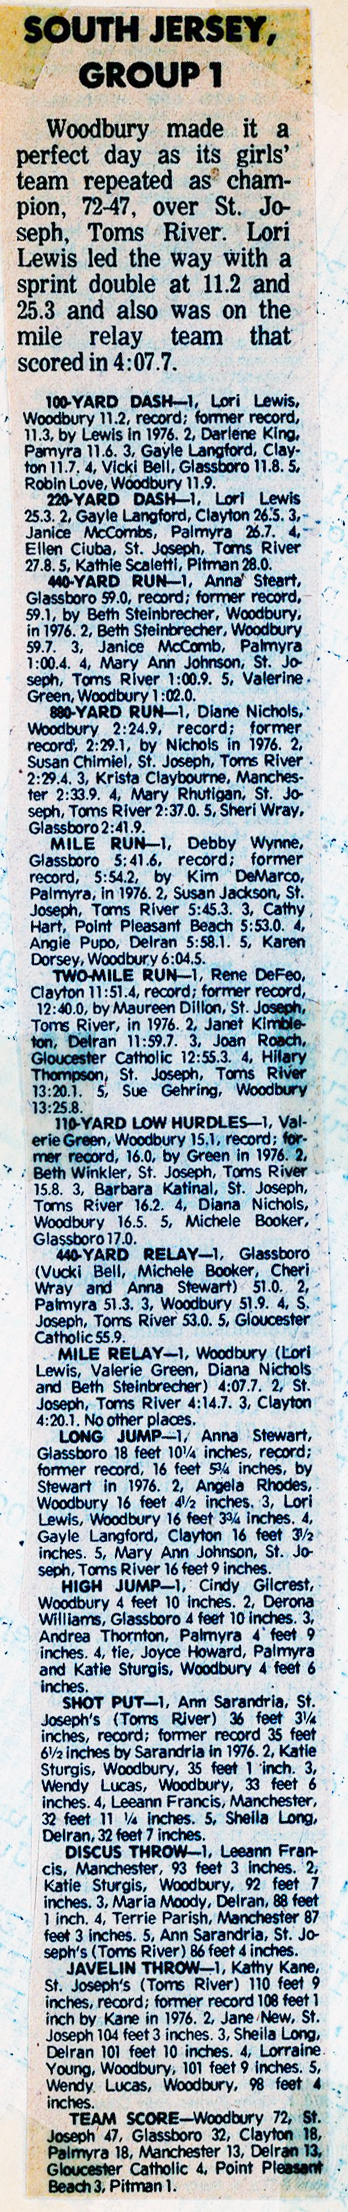 SOUTH JERSEY,
GROUP 1
Woodbury made it a
perfect day as its girls'
team repeated as cham-
pion, 72-47, over St. Jo-
seph, Toms River. Lori
Lewis led the way with a
sprint double at 11.2 and
25.3 and also was on the
mile relay team that
scored in 4:07.7.
100-YARD DASH—1, Lori Lewis,
Woodbury 11.2, record; former record,
11.3, by Lewis in 1976. 2, Darlene King,
Pamyra 11.6. 3, Gayle Langford, Clay-
ton 11.7. 4, Vicki Bell, Glassboro 11.8. 5,
Robin Love, Woodbury 11.9.
220-YARD DASH—1, Lori Lewis
25.3. 2, Gayle Langford, Clayton 26.5. 3,
Janice McCombs, Palmyra 26.7. 4,
Ellen Ciuba, St. Joseph, Toms River
27.8. 5, Kathie Scaletti, Pitman 28.0.
440-YARD RUN—1, Anna Steart,
Glassboro 59.0, record; former record,
59.1, by Beth Steinbrecher, Woodbury,
in 1976. 2, Beth Steinbrecher, Woodbury
59.7. 3, Janice McComb, Palmyra
1:00.4. 4, Mary Ann Johnson, St. Jo-
seph, Toms River 1:00.9. 5, Valerine
Green, Woodbury 1:02.0.
880-YARD RUN—1, Diane Nichols,
Woodbury 2:24.9, record; former
record, 2:29.1, by Nichols in 1976. 2,
Susan Chimiel, St. Joseph, Toms River
2:29.4. 3, Krista Claybourne, Manches-
ter 2:33.9. 4, Mary Rhutigan, St. Jo-
seph, Toms River 2:37.0. 5, Sheri Wray,
Glassboro 2:41.9.
MILE RUN—1, Debby Wynne,
Glassboro 5:41.6, record; former
record, 5:54.2, by Kim DeMarco,
Palmyra, in 1976. 2, Susan Jackson, St.
Joseph, Toms River 5:45.3. 3, Cathy
Hart, Point Pleasant Beach 5:53.0. 4,
Angie Pupo, Delran 5:58.1. 5, Karen
Dorsey, Woodbury 6:04.5.
TWO-MILE RUN—1, Rene DeFeo,
Clayton 11:51.4, record; former record,
12:40.0, by Maureen Dillon, St. Joseph,
Toms River, in 1976. 2, Janet Kimble-
ton, Delran 11:59.7. 3, Joan Roach,
Gloucester Catholic 12:55.3. 4, Hilary
Thompson, St. Joseph, Toms River
13:20.1. 5, Sue Gehring, Woodbury
13:25.8.
110-YARD LOW HURDLES—1, Val-
erie Green, Woodbury 15.1, record; for-
mer record, 16.0, by Green in 1976. 2,
Beth Winkler, St. Joseph, Toms River
15.8. 3, Barbara Katinal, St. Joseph,
Toms River 16.2. 4, Diana Nichols,
Woodbury 16.5. 5, Michele Booker,
Glassboro 17.0.
440-YARD RELAY—1, Glassboro
(Vucki Bell, Michele Booker, Cheri
Wray and Anna Stewart) 51.0. 2,
Palmyra 51.3. 3, Woodbury 51.9. 4, S.
Joseph, Toms River 53.0. 5, Gloucester
Catholic 55.9.
MILE RELAY—1, Woodbury (Lori
Lewis, Valerie Green, Diana Nichols
and Beth Steinbrecher) 4:07.7. 2, St.
Joseph, Toms River 4:14.7. 3, Clayton
4:20.1. No other places.
LONG JUMP—1, Anna Stewart,
Glassboro 18 feet 10¼ inches, record;
former record, 16 feet 5¾ inches, by
Stewart in 1976. 2, Angela Rhodes,
Woodbury 16 feet 4½ inches. 3, Lori
Lewis, Woodbury 16 feet 3¾ inches. 4,
Gayle Langford, Clayton 16 feet 3½
inches. 5, Mary Ann Johnson, St. Jo-
seph, Toms River 16 feet 9 inches.
HIGH JUMP—1, Cindy Gilcrest,
Woodbury 4 feet 10 inches. 2, Derona
Williams, Glassboro 4 feet 10 inches. 3,
Andrea Thornton, Palmyra 4 feet 9
inches. 4, tie, Joyce Howard, Palmyra
and Katie Sturgis, Woodbury 4 feet 6
inches.
SHOT PUT—1, Ann Sarandria, St.
Joseph's (Toms River) 36 feet 3¼
inches, record; former record 35 feet
6½ inches by Sarandria in 1976. 2, Katie
Sturgis, Woodbury, 35 feet 1 inch. 3,
Wendy Lucas, Woodbury, 33 feet 6
inches. 4, Leeann Francis, Manchester,
32 feet 11 ¼ inches. 5, Sheila Long,
Delran, 32 feet 7 inches.
DISCUS THROW—1, Leeann Fran-
cis, Manchester, 93 feet 3 inches. 2,
Katie Sturgis, Woodbury, 92 feet 7
inches. 3, Maria Moody, Delran, 88 feet
1 inch. 4, Terrie Parish, Manchester 87
feet 3 inches. 5, Ann Sarandria, St. Jo-
seph's (Toms River) 86 feet 4 inches.
JAVELIN THROW—1, Kathy Kane,
St. Joseph's (Toms River) 110 feet 9
inches, record; former record 108 feet 1
inch by Kane in 1976. 2, Jane New, St.
Joseph 104 feet 3 inches. 3, Sheila Long,
Delran 101 feet 10 inches. 4, Lorraine
Young, Woodbury, 101 feet 9 inches. 5,
Wendy Lucas, Woodbury, 98 feet 4
inches.
TEAM SCORE—Woodbury 72, St.
Joseph 47, Glassboro 32, Clayton 18,
Palmyra 18, Manchester 13, Delran 13,
Gloucester Catholic 4, Point Pleasant
Beach 3, Pitman 1.